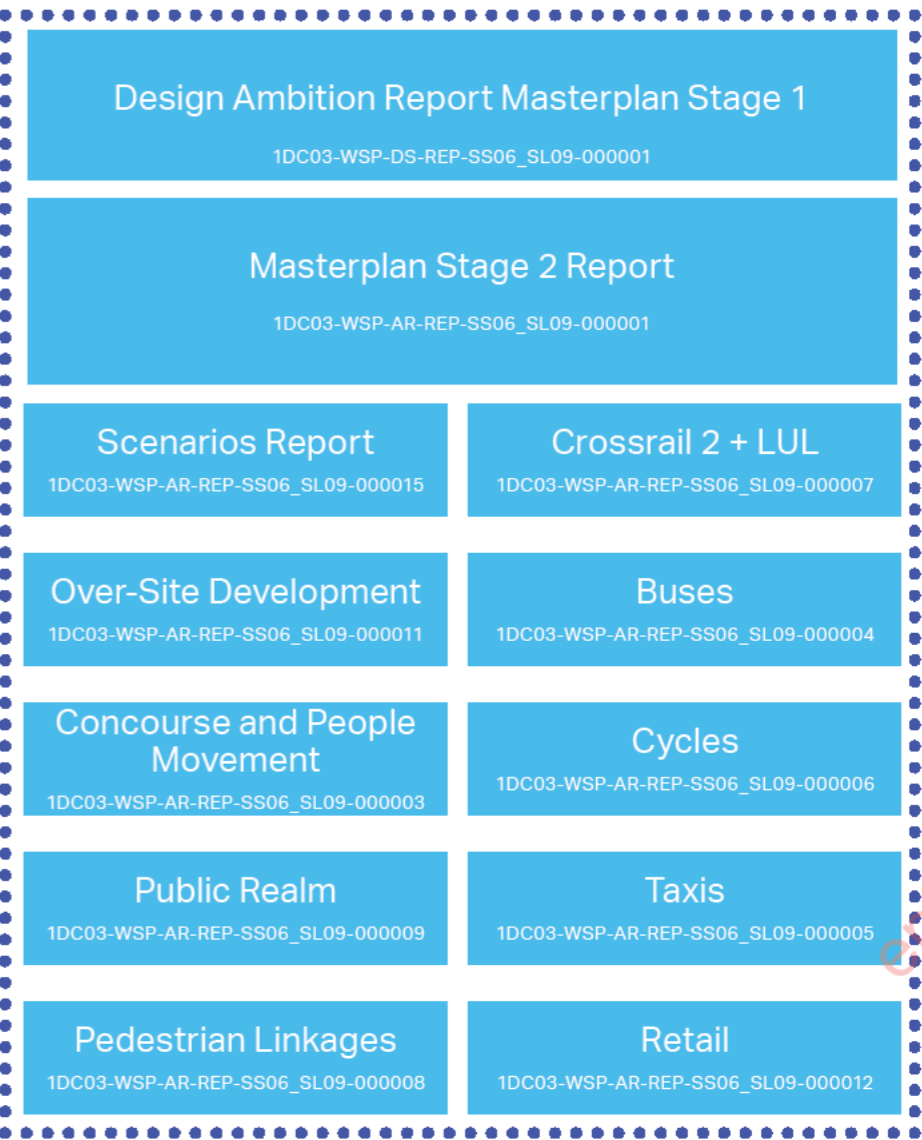 Design Ambition Report Masterplan Stage 1
1DC03-WSP-DS-REP-SS06_SL09-000001
Masterplan Stage 2 Report
1DC03-WSP-AR-REP-SS06_SL09-000001
Scenarios Report
1DC03-WSP-AR-REP-SS06_SL09-000015
Crossrail 2 + LUL
1DC03-WSP-AR-REP-SS06_SL09-000007
Over-Site Development
1DC03-WSP-AR-REP-SS06_SL09-000011
Buses
1DC03-WSP-AR-REP-SS06_SL09-000004
Concourse and People
Movement
1DC03-WSP-AR-REP-SS06_SL09-000003
Cycles
1DC03-WSP-AR-REP-SS06_SL09-000006
Public Realm
1DC03-WSP-AR-REP-SS06_SL09-000009
Taxis
1DC03-WSP-AR-REP-SS06_SL09-000005
Pedestrian Linkages
1DC03-WSP-AR-REP-SS06_SL09-000008
Retail
1DC03-WSP-AR-REP-SS06_SL09-000012